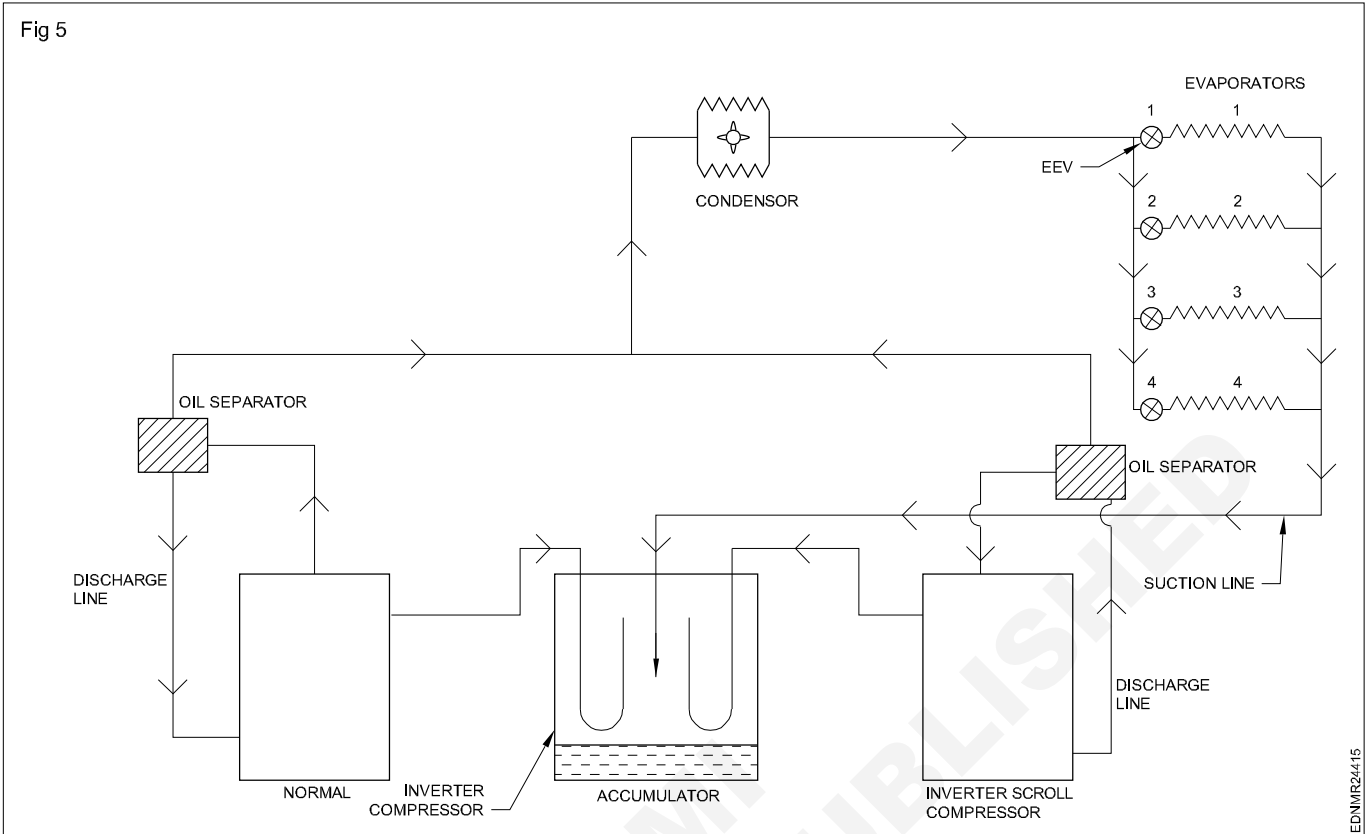 Fig 5
EVAPORATORS
1
1
EEV
CONDENSOR
2
2
3
3
4
4
OIL SEPARATOR
OIL SEPARATOR
DISCHARGE
LINE
SUCTION LINE
DISCHARGE
LINE
NORMAL
INVERTER
COMPRESSOR
ACCUMULATOR
INVERTER SCROLL
COMPRESSOR
EDNMR24415